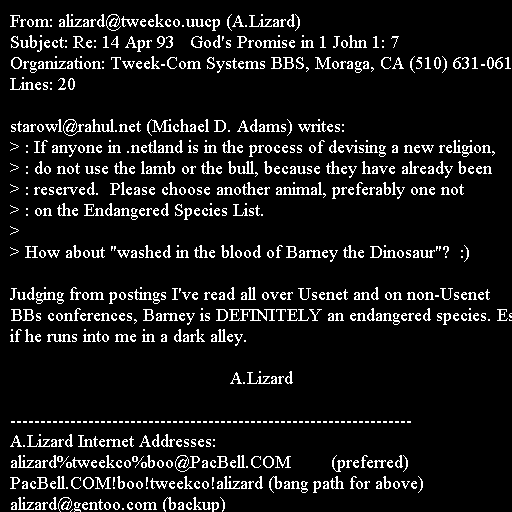 From: alizard@tweekco.uucp (A.Lizard)
Subject: Re: 14 Apr 93 God's Promise in 1 John 1: 7
Organization: Tweek-Com Systems BBS, Moraga, CA (510) 631-061
Lines: 20
starowl@rahul.net (Michael D. Adams) writes:
> : If anyone in .netland is in the process of devising a new religion,
> : do not use the lamb or the bull, because they have already been
> : reserved. Please choose another animal, preferably one not
> : on the Endangered Species List.
>
> How about "washed in the blood of Barney the Dinosaur"? :)
Judging from postings I've read all over Usenet and on non-Usenet
BBs conferences, Barney is DEFINITELY an endangered species. Es
if he runs into me in a dark alley.
A.Lizard
-------------------------------------------------------------------
A.Lizard Internet Addresses:
alizard%tweekco%boo@PacBell.COM (preferred)
PacBell.COM!boo!tweekco!alizard (bang path for above)
alizard@gentoo.com (backup)